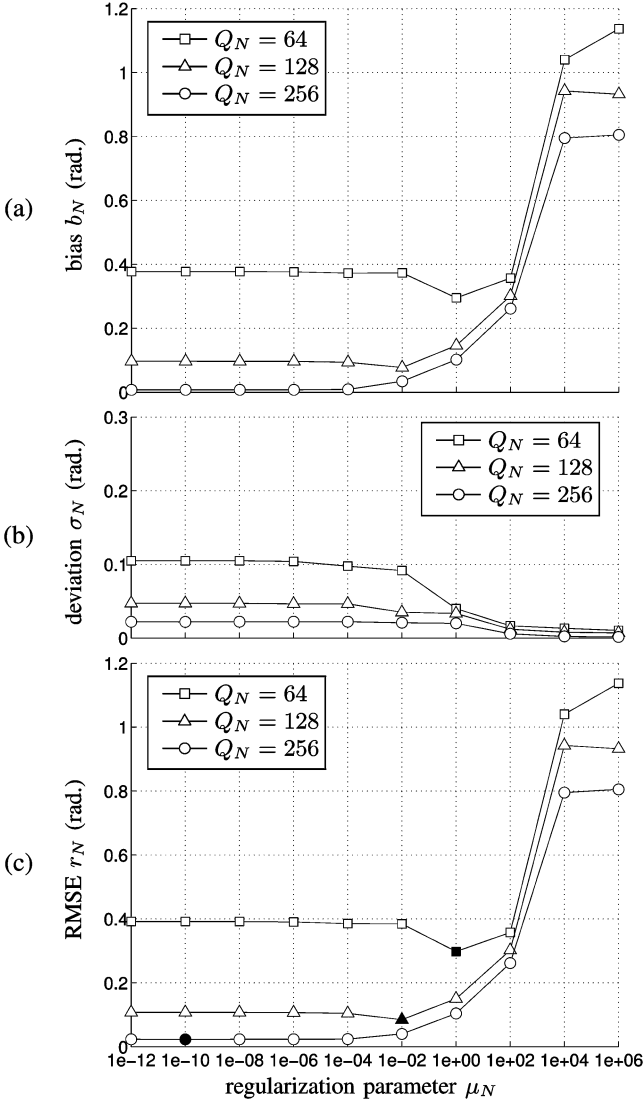 (a)
bias b_N (rad.)
1.2
1
0.8
0.6
0.4
0.2
0
Q_N = 64
Q_N = 128
Q_N = 256
(b)
deviation σ_N (rad.)
0.3
0.2
0.1
0
Q_N = 64
Q_N = 128
Q_N = 256
(c)
RMSE r_N (rad.)
1.2
1
0.8
0.6
0.4
0.2
0
Q_N = 64
Q_N = 128
Q_N = 256
1e-12 1e-10 1e-08 1e-06 1e-04 1e-02 1e+00 1e+02 1e+04 1e+06
regularization parameter μ_N